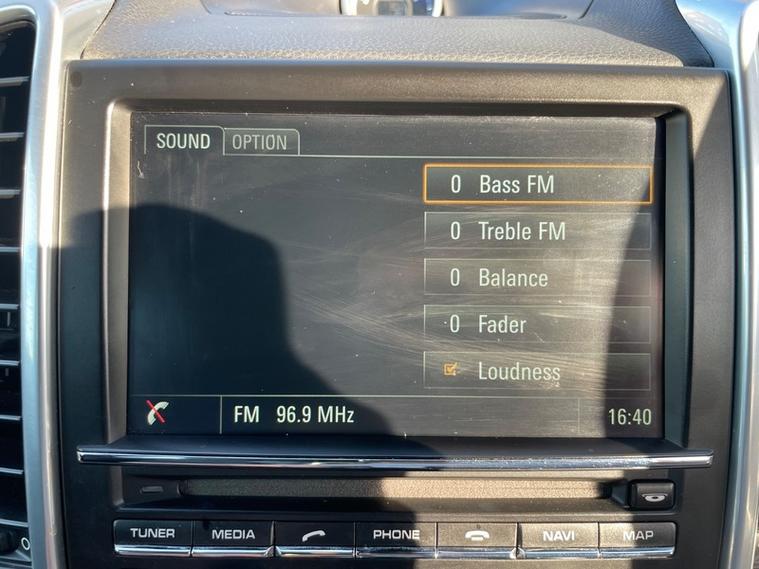 SOUND OPTION
0 Bass FM
0 Treble FM
0 Balance
0 Fader
Loudness
FM 96.9 MHz 16:40
TUNER MEDIA PHONE NAVI MAP